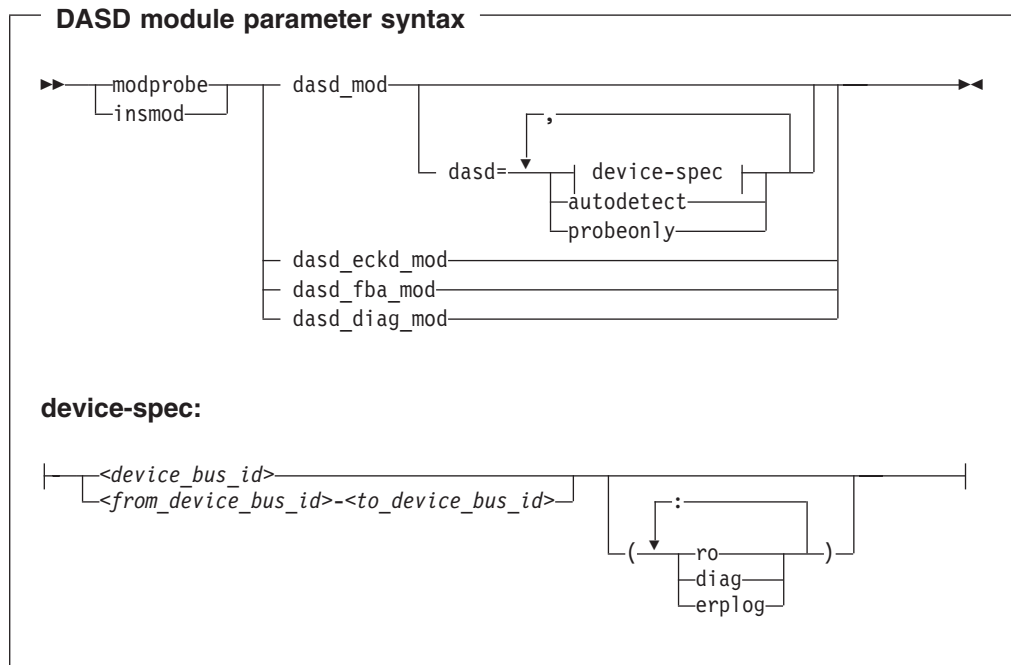 DASD module parameter syntax
modprobe
insmod
dasd_mod
dasd=
,
device-spec
autodetect
probeonly
dasd_eckd_mod
dasd_fba_mod
dasd_diag_mod
device-spec:
<device_bus_id>
<from_device_bus_id>-<to_device_bus_id>
(
:
ro
diag
erplog
)